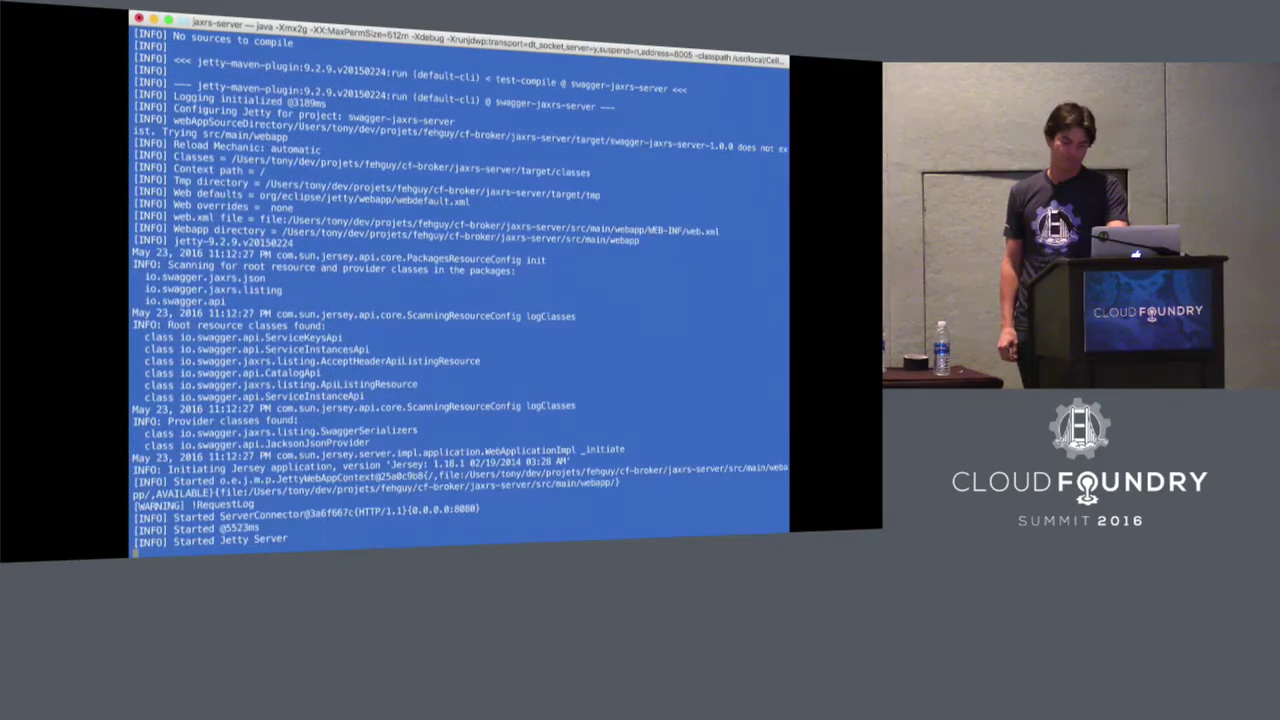 jaxrs-server — java -Xmx2g -XX:MaxPermSize=512m -Xdebug -Xrunjdwp:transport=dt_socket,server=y,suspend=n,address=8005 -classpath /usr/local/Cell...
[INFO] No sources to compile
[INFO]
[INFO] <<< jetty-maven-plugin:9.2.9.v20150224:run (default-cli) < test-compile @ swagger-jaxrs-server <<<
[INFO]
[INFO] --- jetty-maven-plugin:9.2.9.v20150224:run (default-cli) @ swagger-jaxrs-server ---
[INFO] Logging initialized @3189ms
[INFO] Configuring Jetty for project: swagger-jaxrs-server
[INFO] webAppSourceDirectory/Users/tony/dev/projets/fehguy/cf-broker/jaxrs-server/target/swagger-jaxrs-server-1.0.0 does not ex
ist. Trying src/main/webapp
[INFO] Reload Mechanic: automatic
[INFO] Classes = /Users/tony/dev/projets/fehguy/cf-broker/jaxrs-server/target/classes
[INFO] Context path = /
[INFO] Tmp directory = /Users/tony/dev/projets/fehguy/cf-broker/jaxrs-server/target/tmp
[INFO] Web defaults = org/eclipse/jetty/webapp/webdefault.xml
[INFO] Web overrides =  none
[INFO] web.xml file = file:/Users/tony/dev/projets/fehguy/cf-broker/jaxrs-server/src/main/webapp/WEB-INF/web.xml
[INFO] Webapp directory = /Users/tony/dev/projets/fehguy/cf-broker/jaxrs-server/src/main/webapp
[INFO] jetty-9.2.9.v20150224
May 23, 2016 11:12:27 PM com.sun.jersey.api.core.PackagesResourceConfig init
INFO: Scanning for root resource and provider classes in the packages:
  io.swagger.jaxrs.json
  io.swagger.jaxrs.listing
  io.swagger.api
May 23, 2016 11:12:27 PM com.sun.jersey.api.core.ScanningResourceConfig logClasses
INFO: Root resource classes found:
  class io.swagger.api.ServiceKeysApi
  class io.swagger.api.ServiceInstancesApi
  class io.swagger.jaxrs.listing.AcceptHeaderApiListingResource
  class io.swagger.api.CatalogApi
  class io.swagger.jaxrs.listing.ApiListingResource
  class io.swagger.api.ServiceInstanceApi
May 23, 2016 11:12:27 PM com.sun.jersey.api.core.ScanningResourceConfig logClasses
INFO: Provider classes found:
  class io.swagger.jaxrs.listing.SwaggerSerializers
  class io.swagger.api.JacksonJsonProvider
May 23, 2016 11:12:27 PM com.sun.jersey.server.impl.application.WebApplicationImpl _initiate
INFO: Initiating Jersey application, version 'Jersey: 1.18.1 02/19/2014 03:28 AM'
[INFO] Started o.e.j.m.p.JettyWebAppContext@25a0c9b8{/,file:/Users/tony/dev/projets/fehguy/cf-broker/jaxrs-server/src/main/weba
pp/,AVAILABLE}{file:/Users/tony/dev/projets/fehguy/cf-broker/jaxrs-server/src/main/webapp/}
[WARNING] !RequestLog
[INFO] Started ServerConnector@3a6f667c{HTTP/1.1}{0.0.0.0:8080}
[INFO] Started @5523ms
[INFO] Started Jetty Server
CLOUD FOUNDRY
CLOUD FOUNDRY
SUMMIT 2016